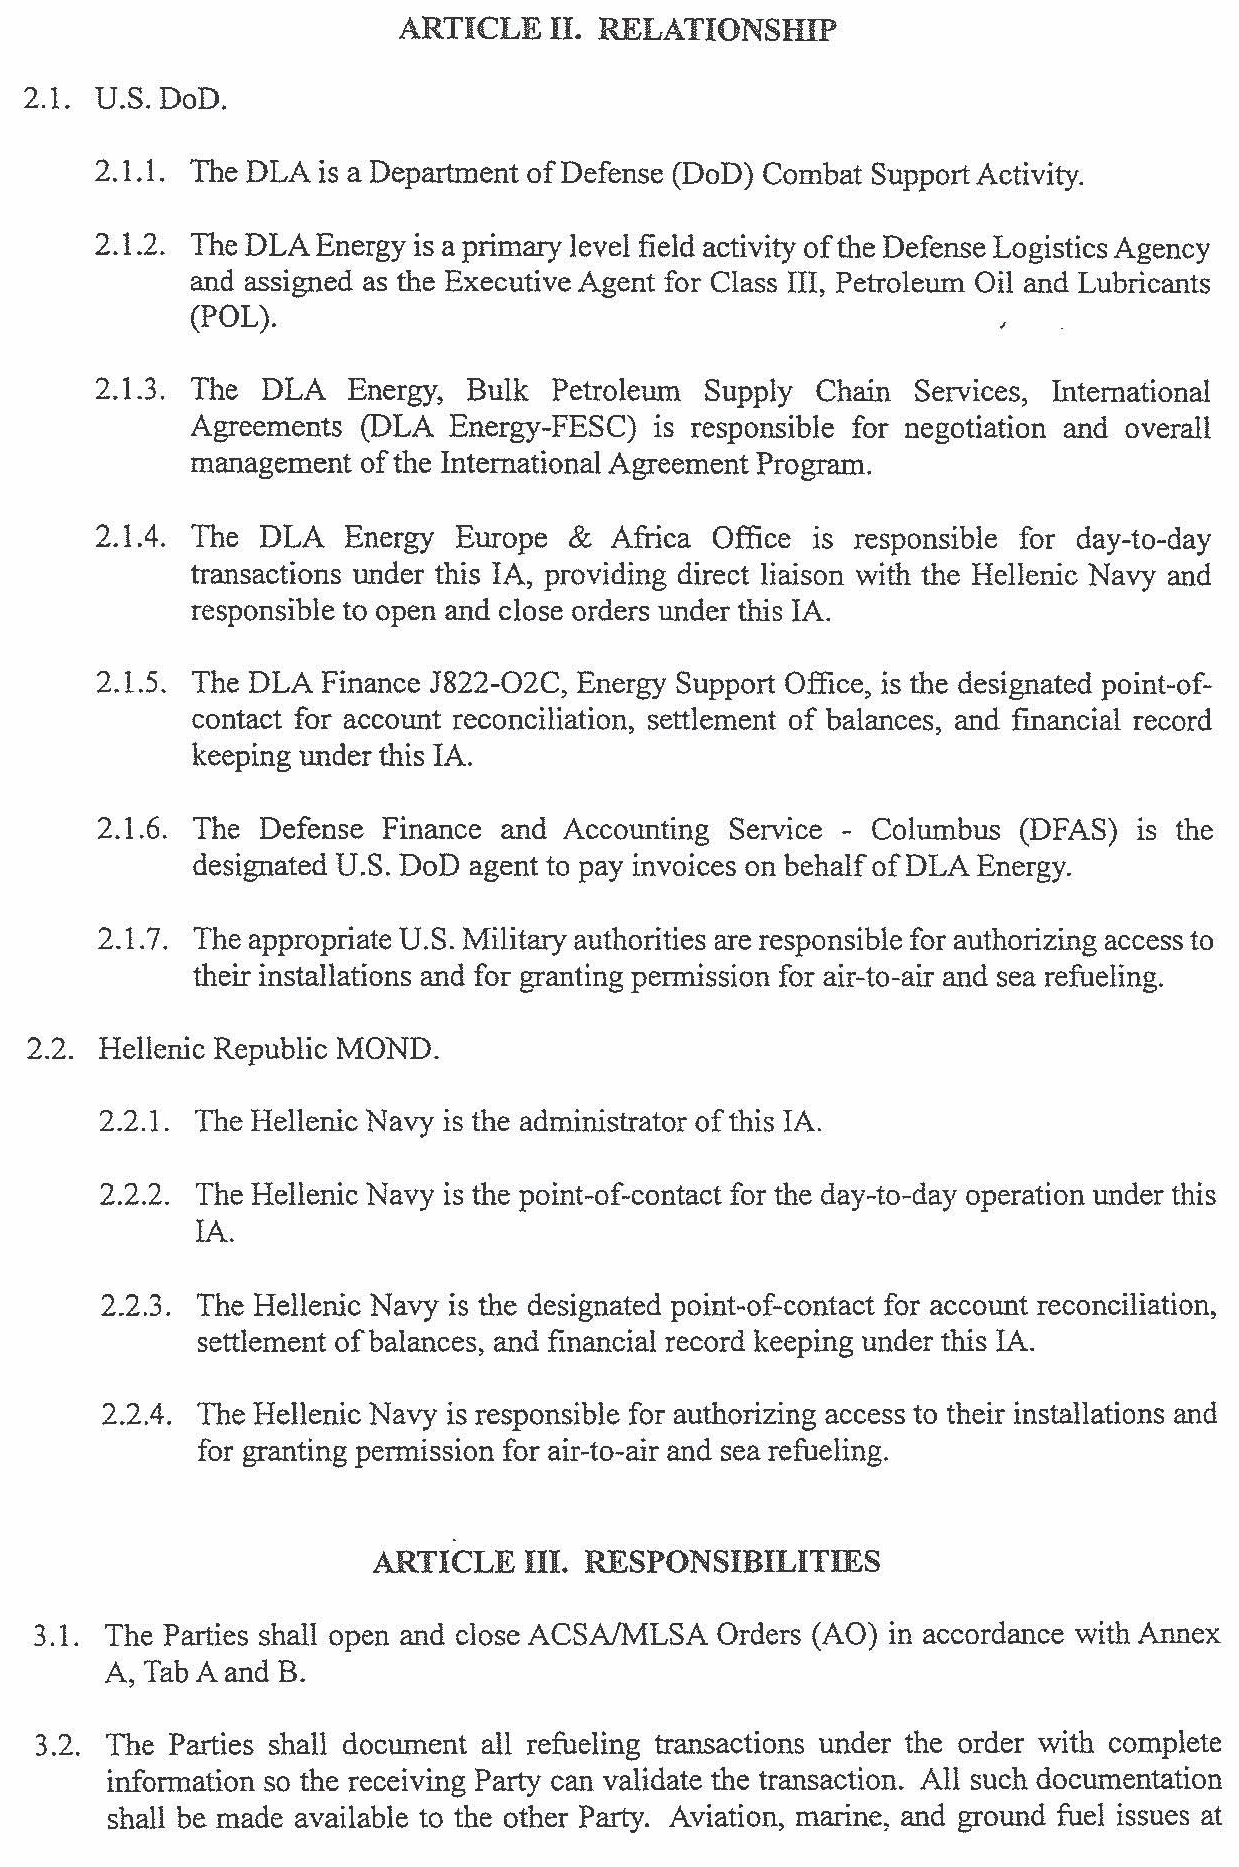 ARTICLE II. RELATIONSHIP
2.1. U.S. DoD.
2.1.1. The DLA is a Department of Defense (DoD) Combat Support Activity.
2.1.2. The DLA Energy is a primary level field activity of the Defense Logistics Agency
and assigned as the Executive Agent for Class III, Petroleum Oil and Lubricants
(POL).
2.1.3. The DLA Energy, Bulk Petroleum Supply Chain Services, International
Agreements (DLA Energy-FESC) is responsible for negotiation and overall
management of the International Agreement Program.
2.1.4. The DLA Energy Europe & Africa Office is responsible for day-to-day
transactions under this IA, providing direct liaison with the Hellenic Navy and
responsible to open and close orders under this IA.
2.1.5. The DLA Finance J822-O2C, Energy Support Office, is the designated point-of-
contact for account reconciliation, settlement of balances, and financial record
keeping under this IA.
2.1.6. The Defense Finance and Accounting Service - Columbus (DFAS) is the
designated U.S. DoD agent to pay invoices on behalf of DLA Energy.
2.1.7. The appropriate U.S. Military authorities are responsible for authorizing access to
their installations and for granting permission for air-to-air and sea refueling.
2.2. Hellenic Republic MOND.
2.2.1. The Hellenic Navy is the administrator of this IA.
2.2.2. The Hellenic Navy is the point-of-contact for the day-to-day operation under this
IA.
2.2.3. The Hellenic Navy is the designated point-of-contact for account reconciliation,
settlement of balances, and financial record keeping under this IA.
2.2.4. The Hellenic Navy is responsible for authorizing access to their installations and
for granting permission for air-to-air and sea refueling.
ARTICLE III. RESPONSIBILITIES
3.1. The Parties shall open and close ACSA/MLSA Orders (AO) in accordance with Annex
A, Tab A and B.
3.2. The Parties shall document all refueling transactions under the order with complete
information so the receiving Party can validate the transaction. All such documentation
shall be made available to the other Party. Aviation, marine, and ground fuel issues at